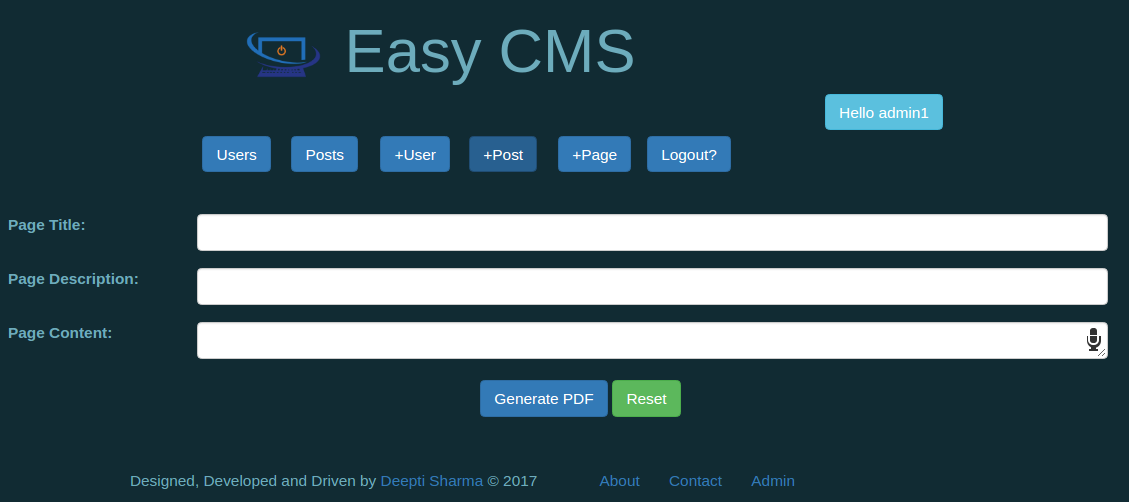 Easy CMS
Hello admin1
Users Posts +User +Post +Page Logout?
Page Title:
Page Description:
Page Content:
Generate PDF Reset
Designed, Developed and Driven by Deepti Sharma © 2017 About Contact Admin